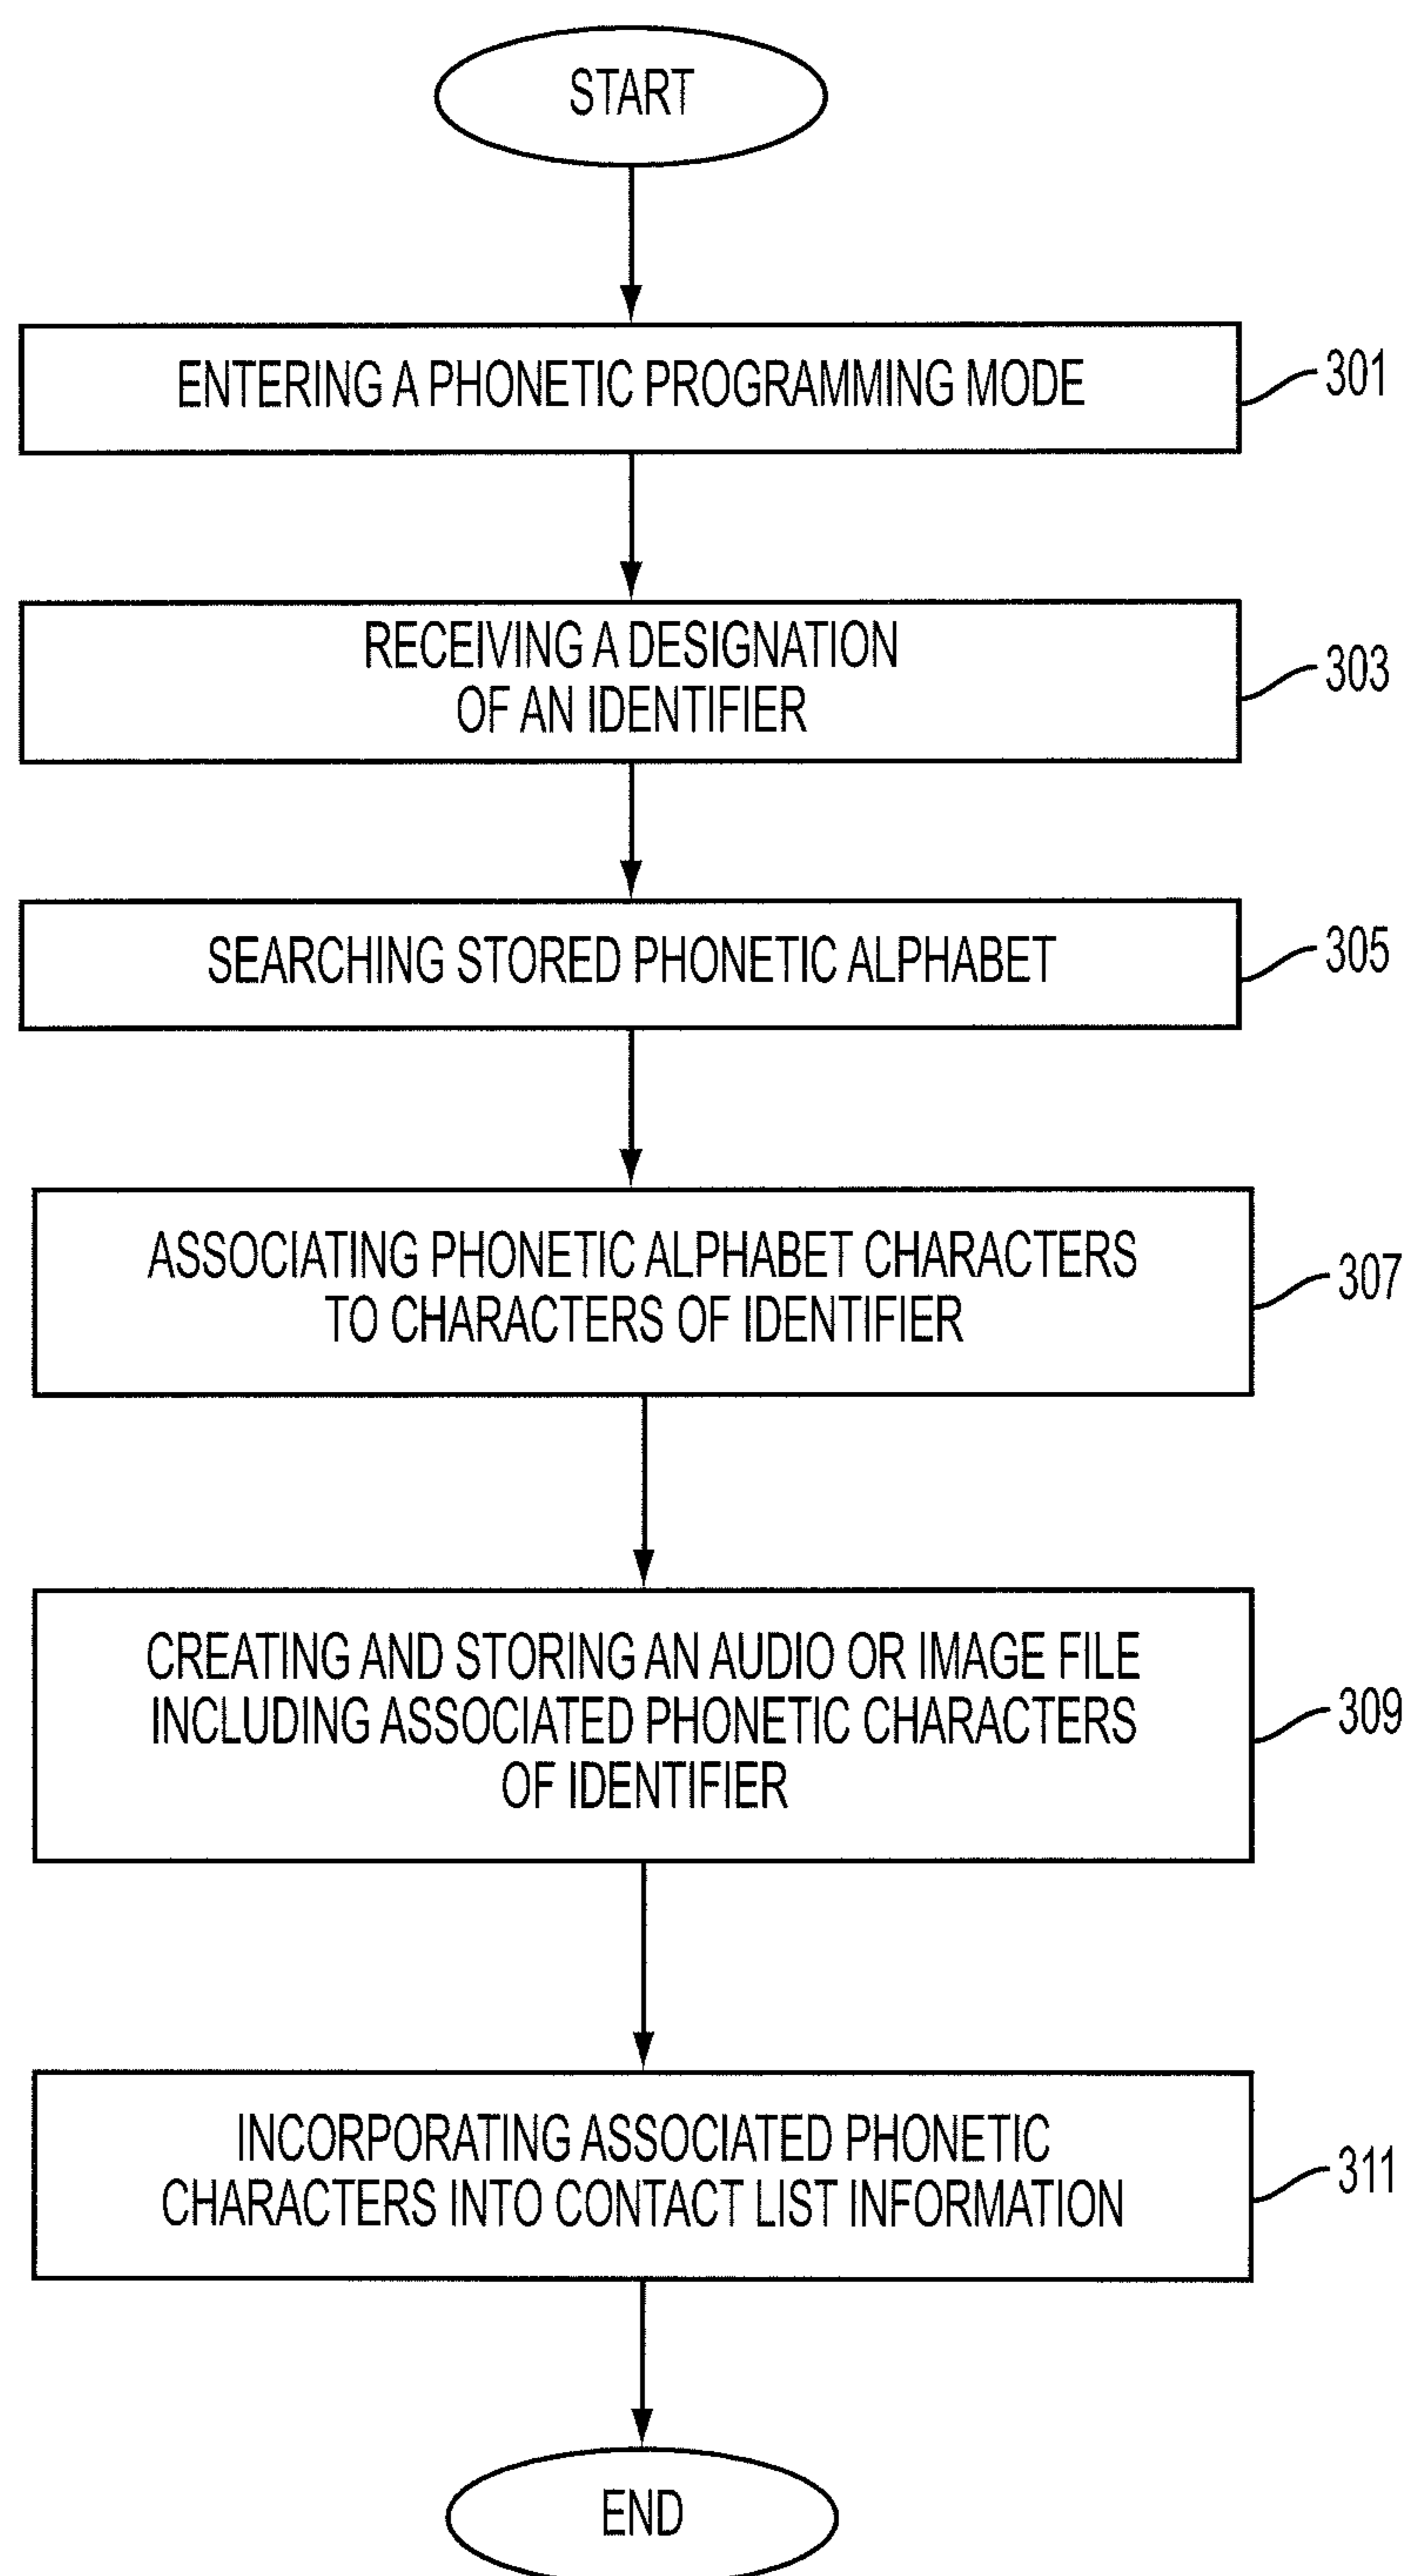 START
ENTERING A PHONETIC PROGRAMMING MODE
301
RECEIVING A DESIGNATION
OF AN IDENTIFIER
303
SEARCHING STORED PHONETIC ALPHABET
305
ASSOCIATING PHONETIC ALPHABET CHARACTERS
TO CHARACTERS OF IDENTIFIER
307
CREATING AND STORING AN AUDIO OR IMAGE FILE
INCLUDING ASSOCIATED PHONETIC CHARACTERS
OF IDENTIFIER
309
INCORPORATING ASSOCIATED PHONETIC
CHARACTERS INTO CONTACT LIST INFORMATION
311
END